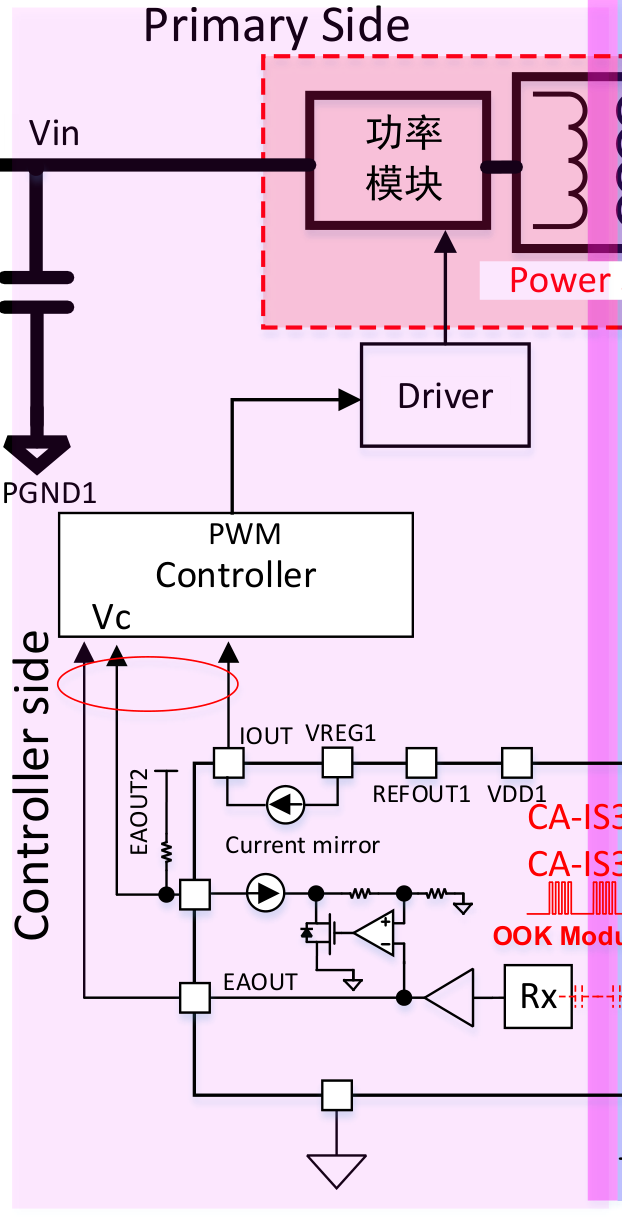 Primary Side
Vin
功率
模块
Power
Driver
PGND1
PWM
Controller
Vc
Controller side
IOUT
VREG1
EAOUT2
REFOUT1
VDD1
CA-IS3
Current mirror
CA-IS3
OOK Modu
EAOUT
Rx